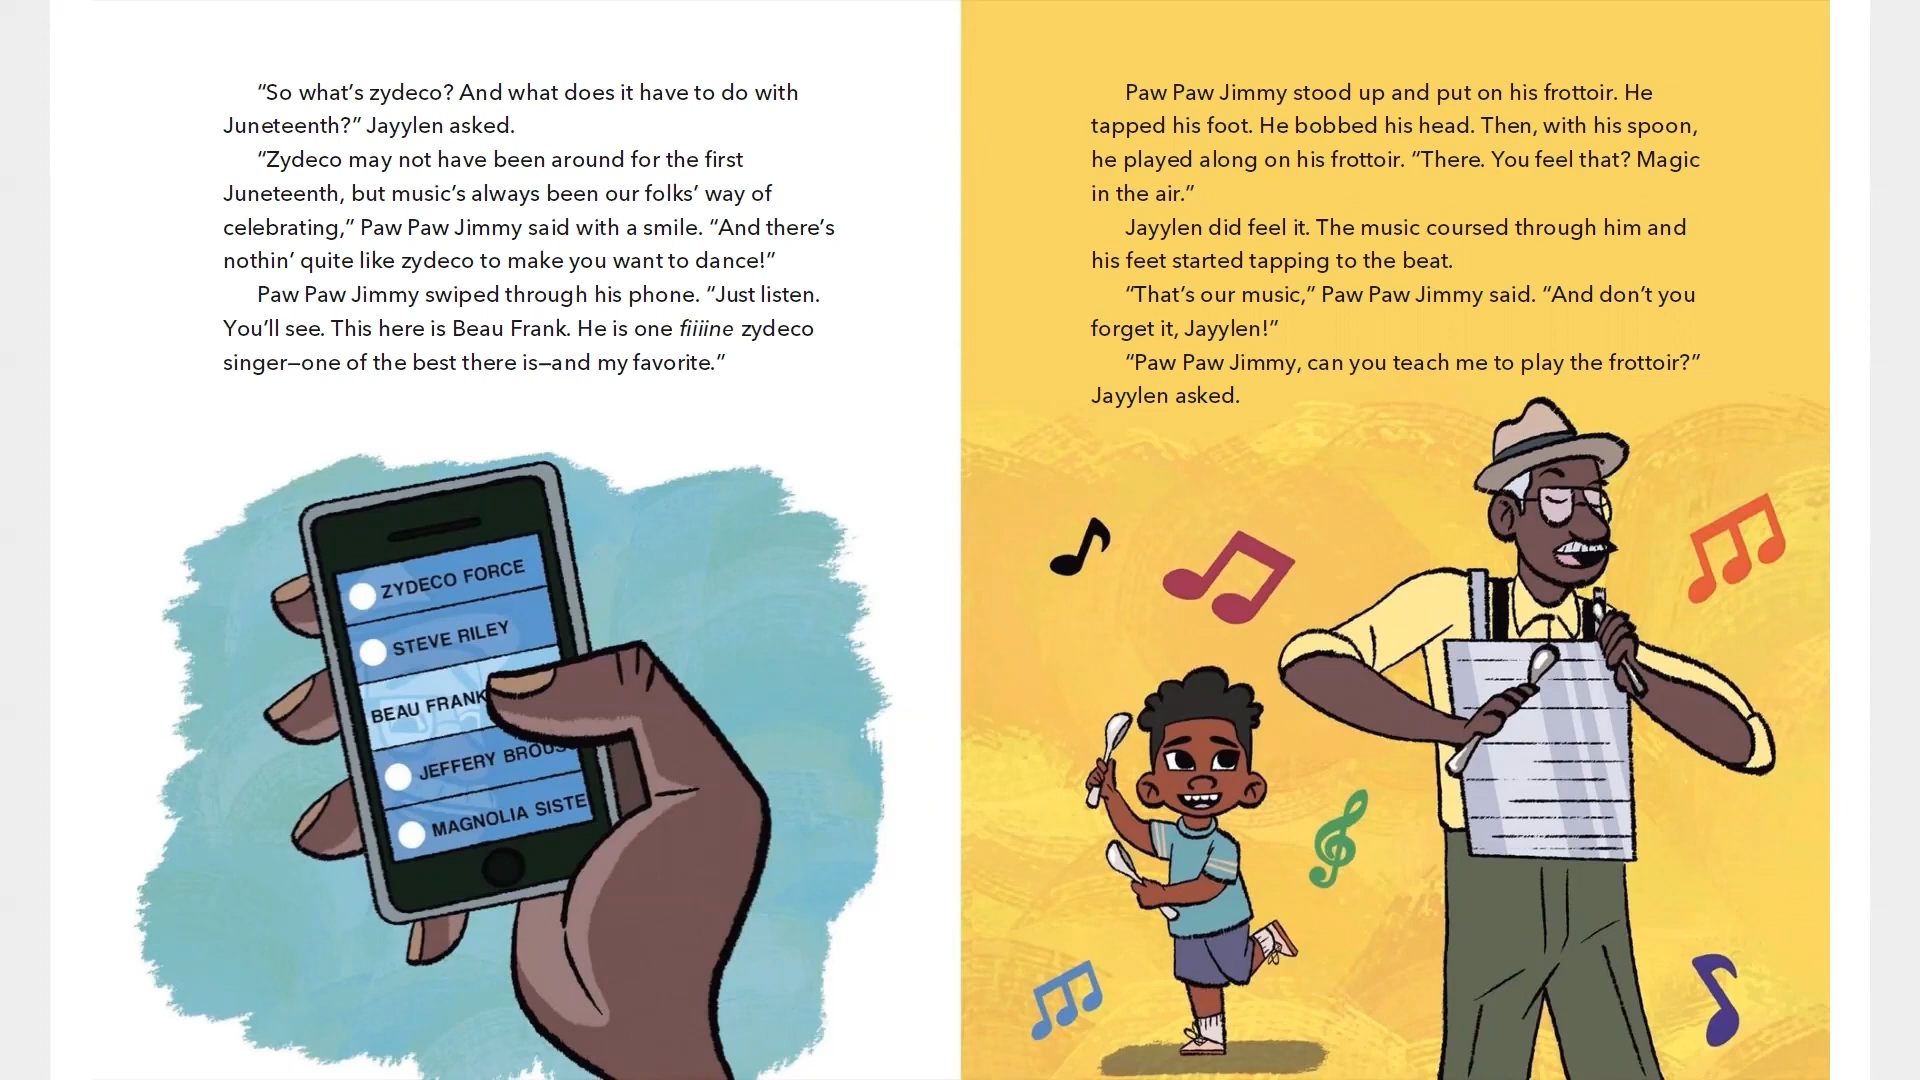 “So what’s zydeco? And what does it have to do with
Juneteenth?” Jayylen asked.
“Zydeco may not have been around for the first
Juneteenth, but music’s always been our folks’ way of
celebrating,” Paw Paw Jimmy said with a smile. “And there’s
nothin’ quite like zydeco to make you want to dance!”
Paw Paw Jimmy swiped through his phone. “Just listen.
You’ll see. This here is Beau Frank. He is one fiiiine zydeco
singer—one of the best there is—and my favorite.”
ZYDECO FORCE
STEVE RILEY
BEAU FRANK
JEFFERY BROUS
MAGNOLIA SISTE
Paw Paw Jimmy stood up and put on his frottoir. He
tapped his foot. He bobbed his head. Then, with his spoon,
he played along on his frottoir. “There. You feel that? Magic
in the air.”
Jayylen did feel it. The music coursed through him and
his feet started tapping to the beat.
“That’s our music,” Paw Paw Jimmy said. “And don’t you
forget it, Jayylen!”
“Paw Paw Jimmy, can you teach me to play the frottoir?”
Jayylen asked.